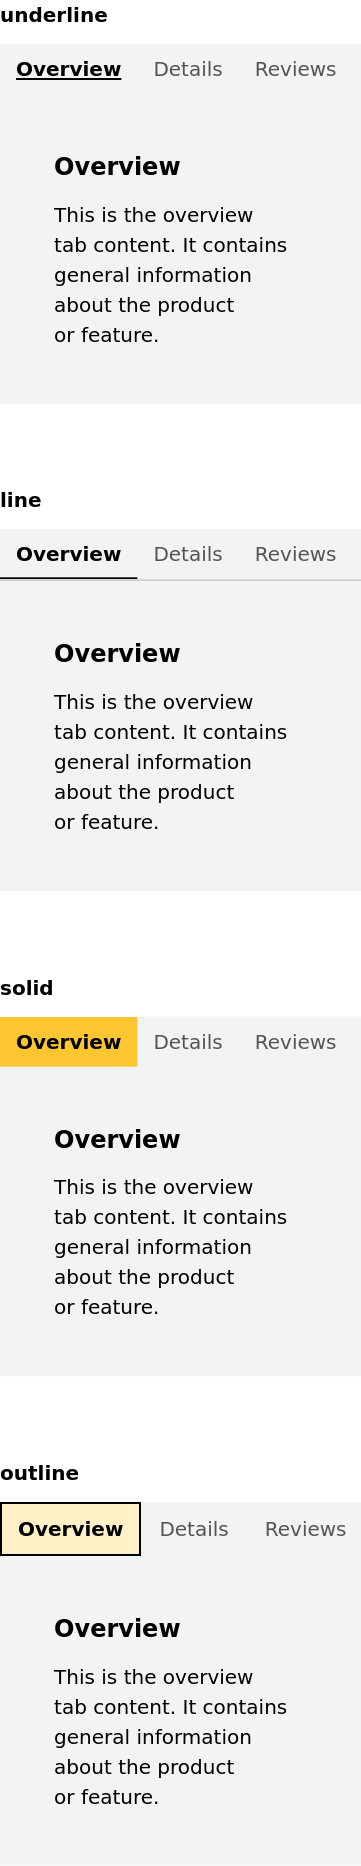 underline
Overview Details Reviews
Overview
This is the overview
tab content. It contains
general information
about the product
or feature.
line
Overview Details Reviews
Overview
This is the overview
tab content. It contains
general information
about the product
or feature.
solid
Overview Details Reviews
Overview
This is the overview
tab content. It contains
general information
about the product
or feature.
outline
Overview Details Reviews
Overview
This is the overview
tab content. It contains
general information
about the product
or feature.